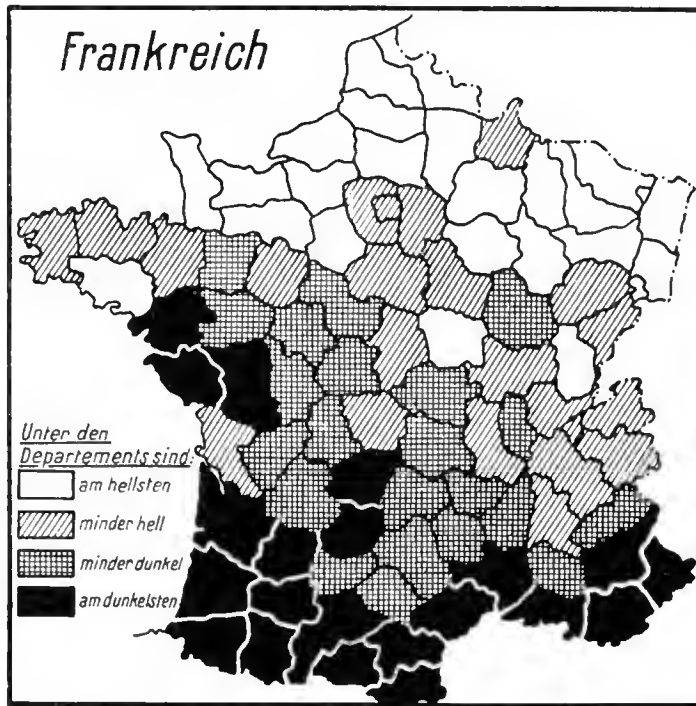 Frankreich
Unter den
Departements sind:
am hellsten
minder hell
minder dunkel
am dunkelsten